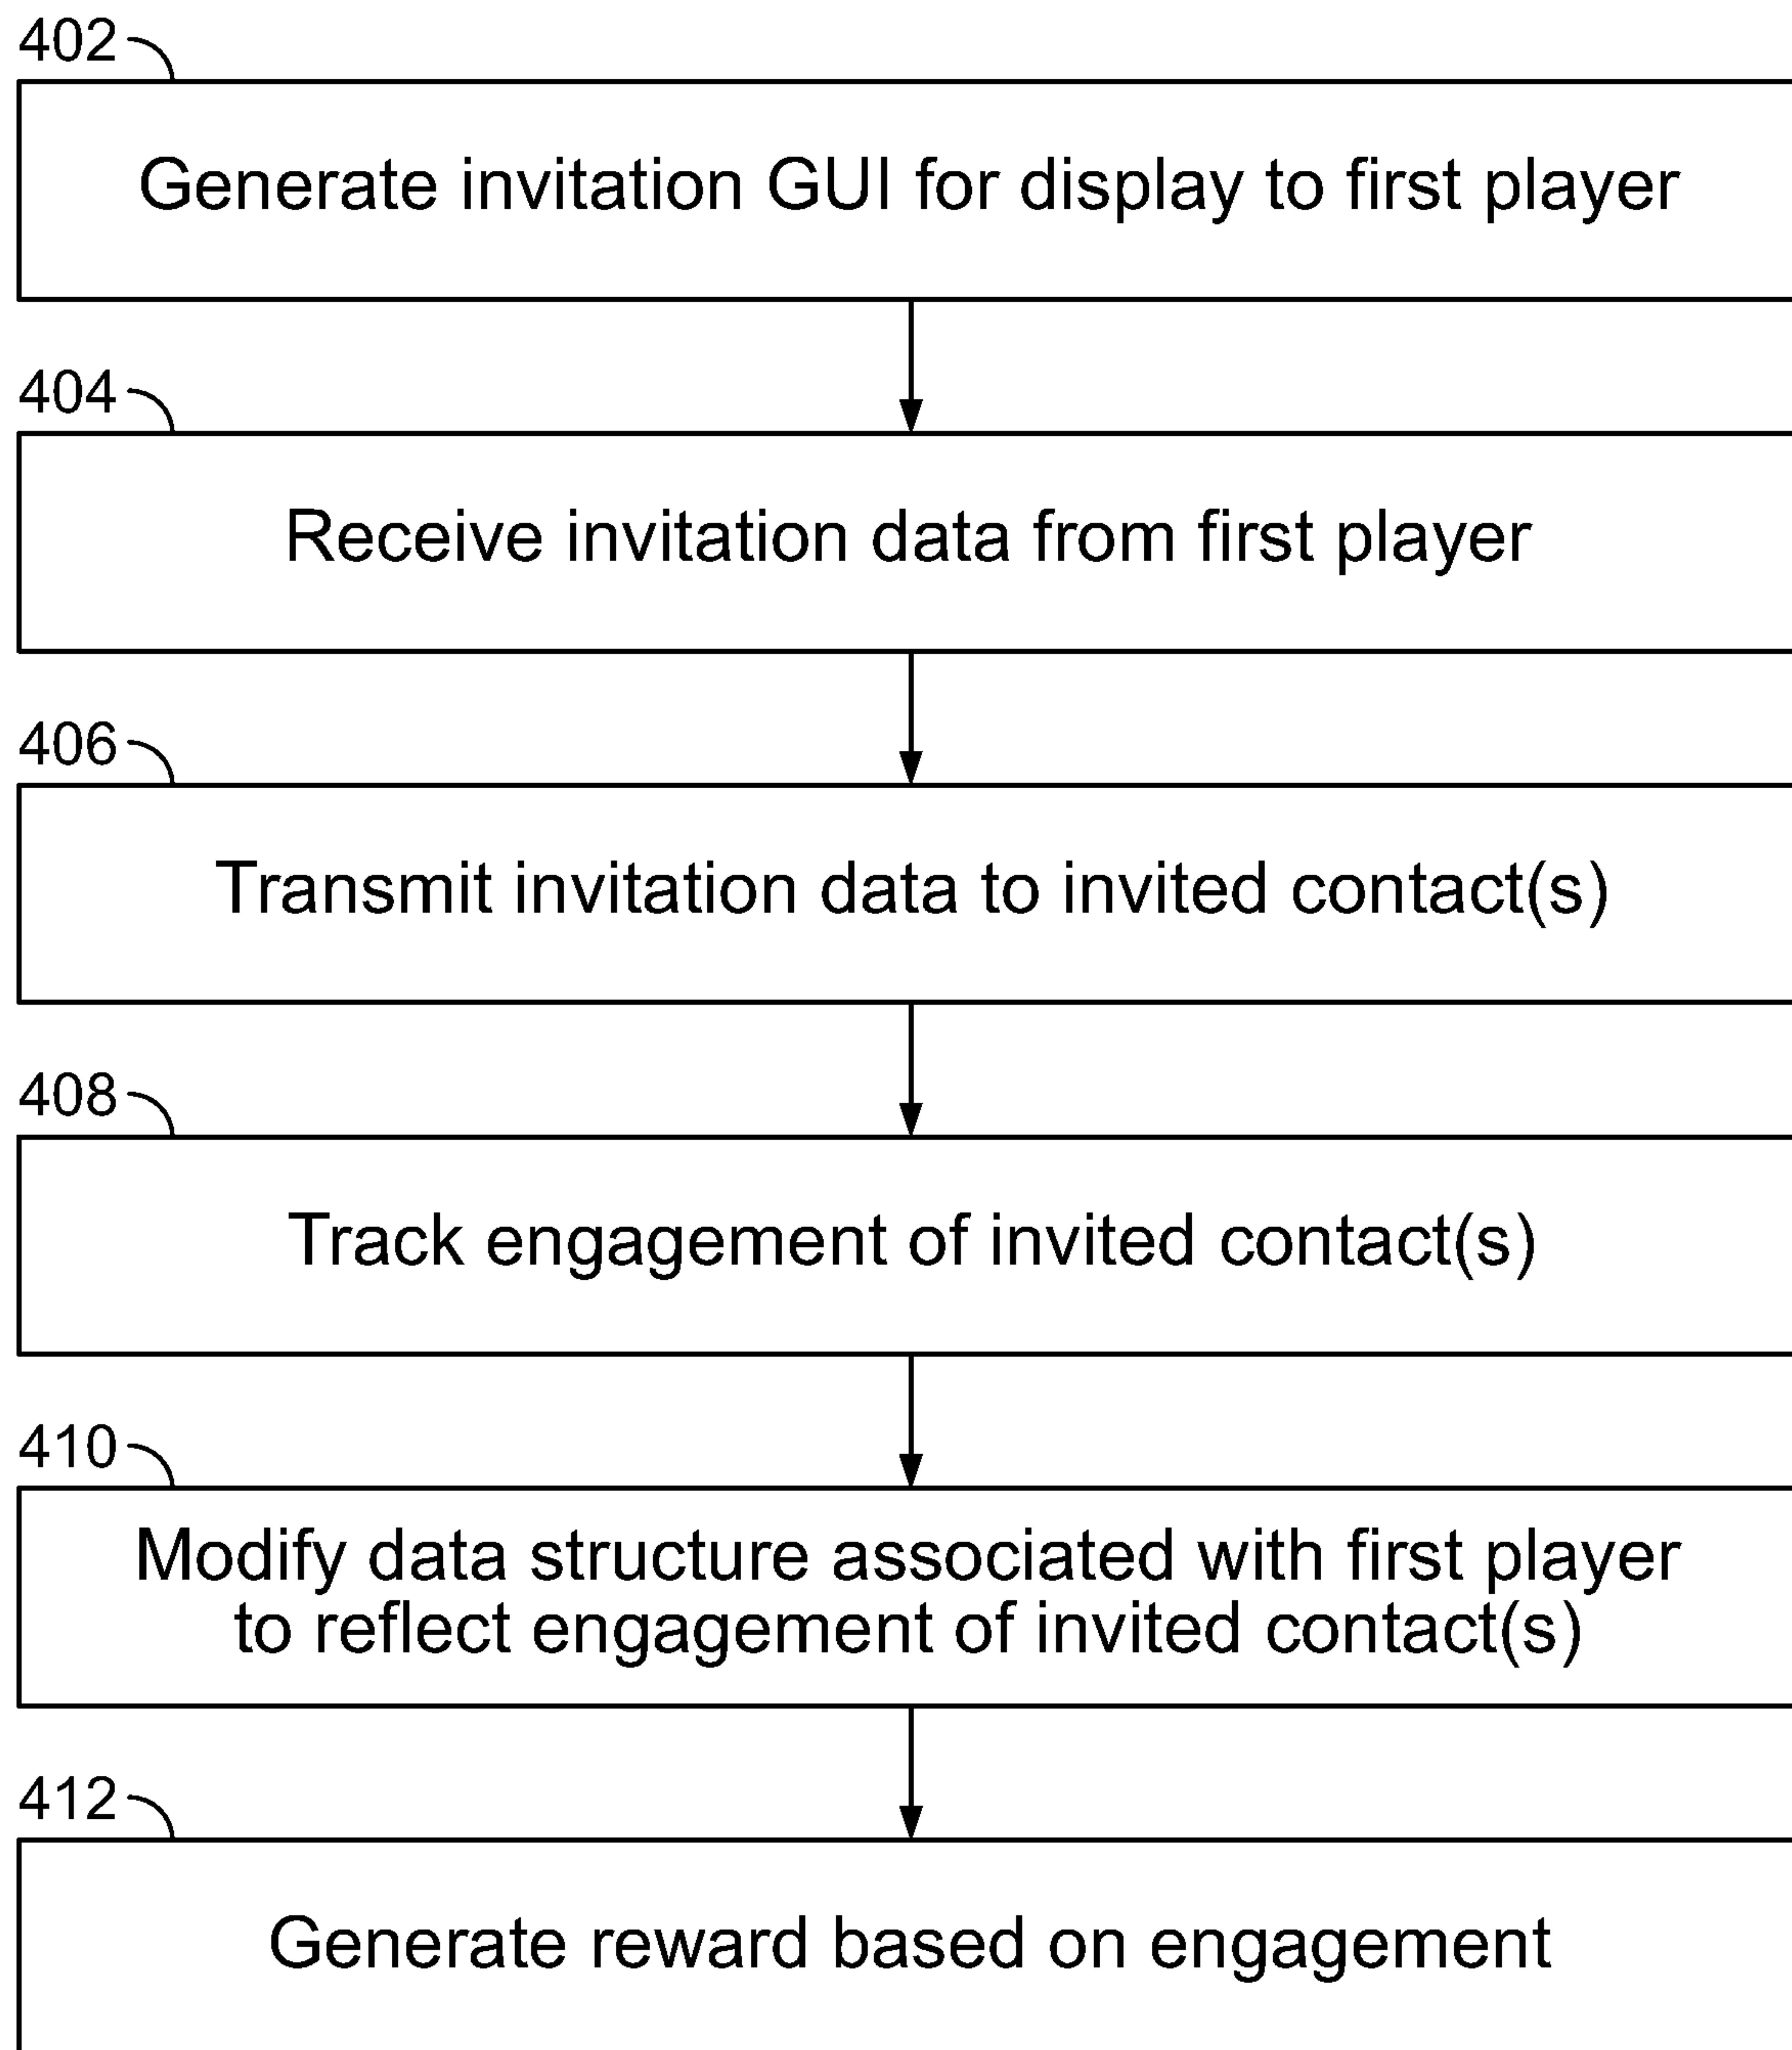 402
Generate invitation GUI for display to first player
404
Receive invitation data from first player
406
Transmit invitation data to invited contact(s)
408
Track engagement of invited contact(s)
410
Modify data structure associated with first player
to reflect engagement of invited contact(s)
412
Generate reward based on engagement